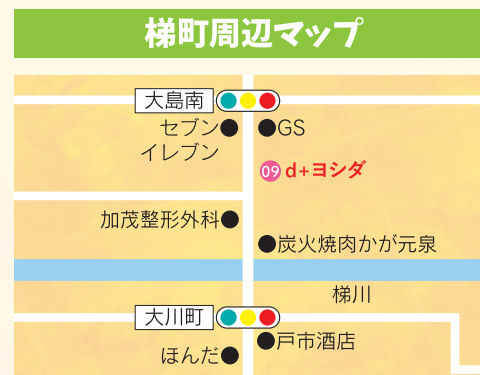 梯町周辺マップ
大島南
セブン
イレブン
GS
09 d+ヨシダ
加茂整形外科
炭火焼肉かが元泉
梯川
大川町
戸市酒店
ほんだ